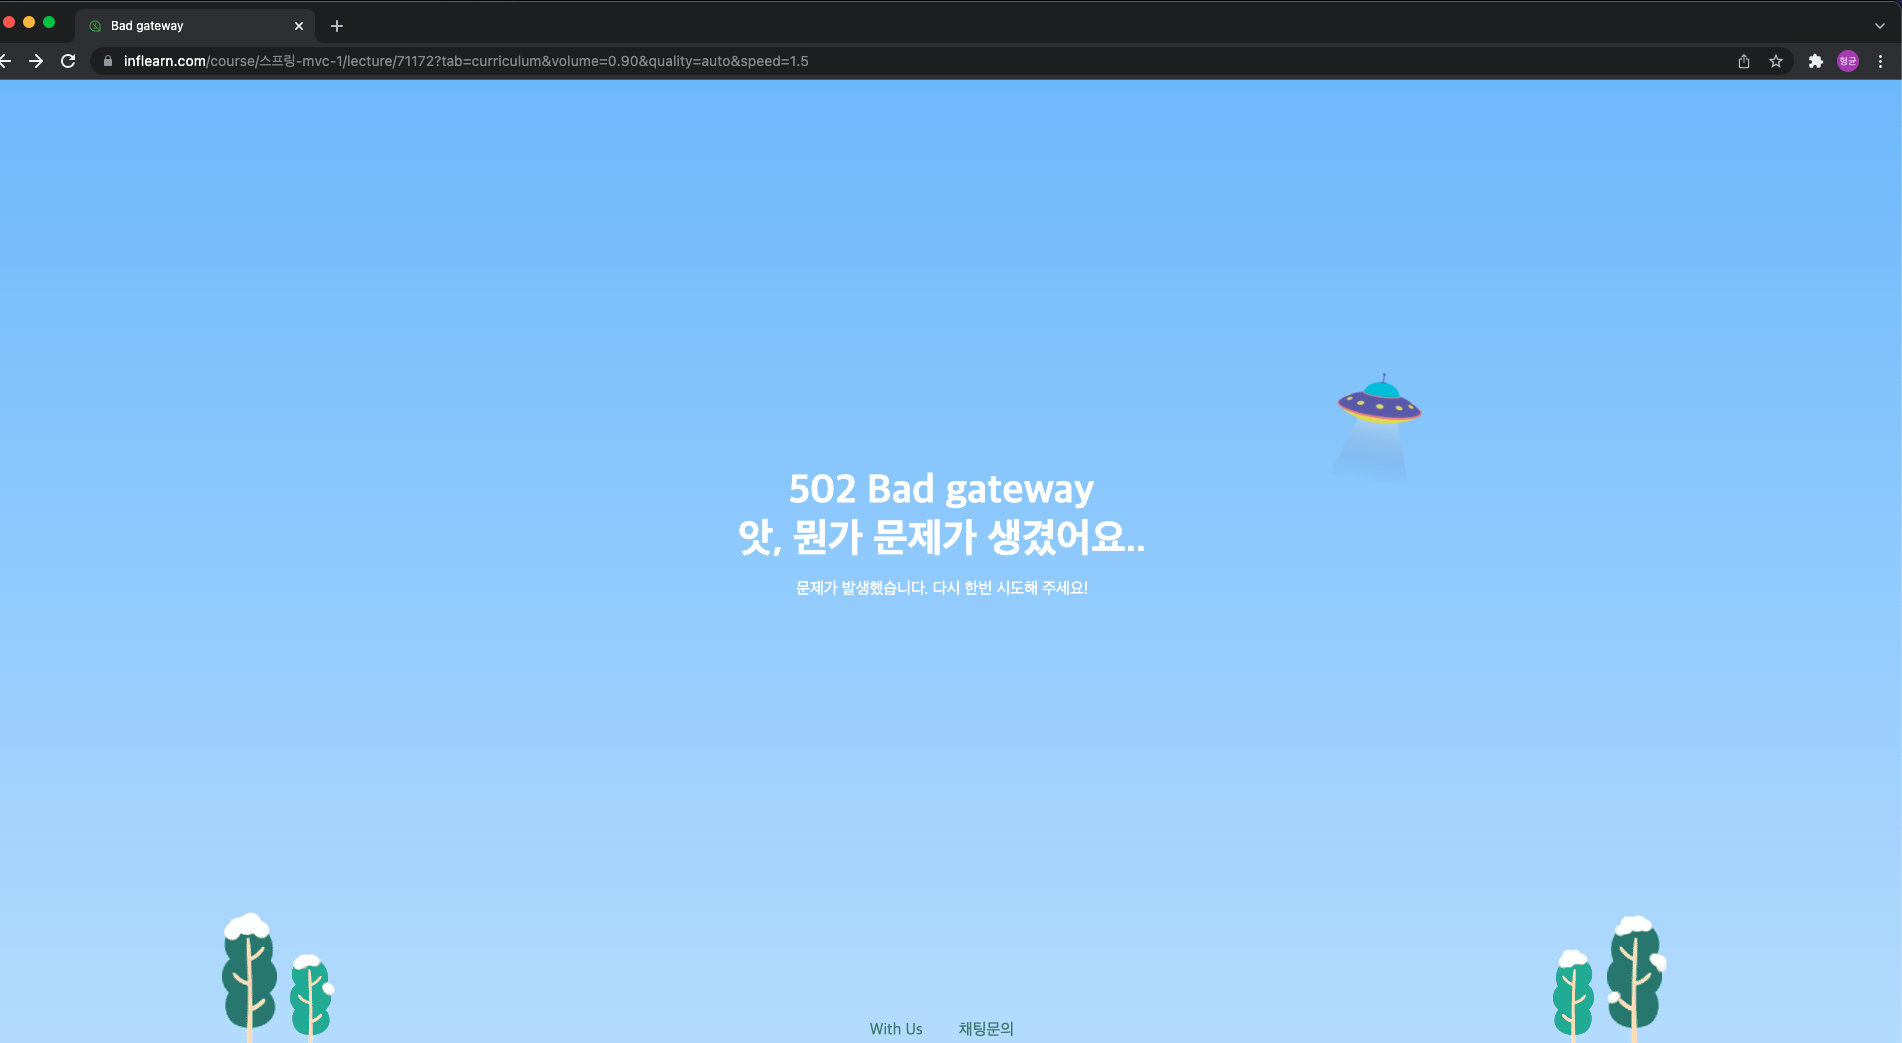 Bad gateway
inflearn.com/course/스프링-mvc-1/lecture/71172?tab=curriculum&volume=0.90&quality=auto&speed=1.5
형균
502 Bad gateway
앗, 뭔가 문제가 생겼어요..
문제가 발생했습니다. 다시 한번 시도해 주세요!
With Us 채팅문의